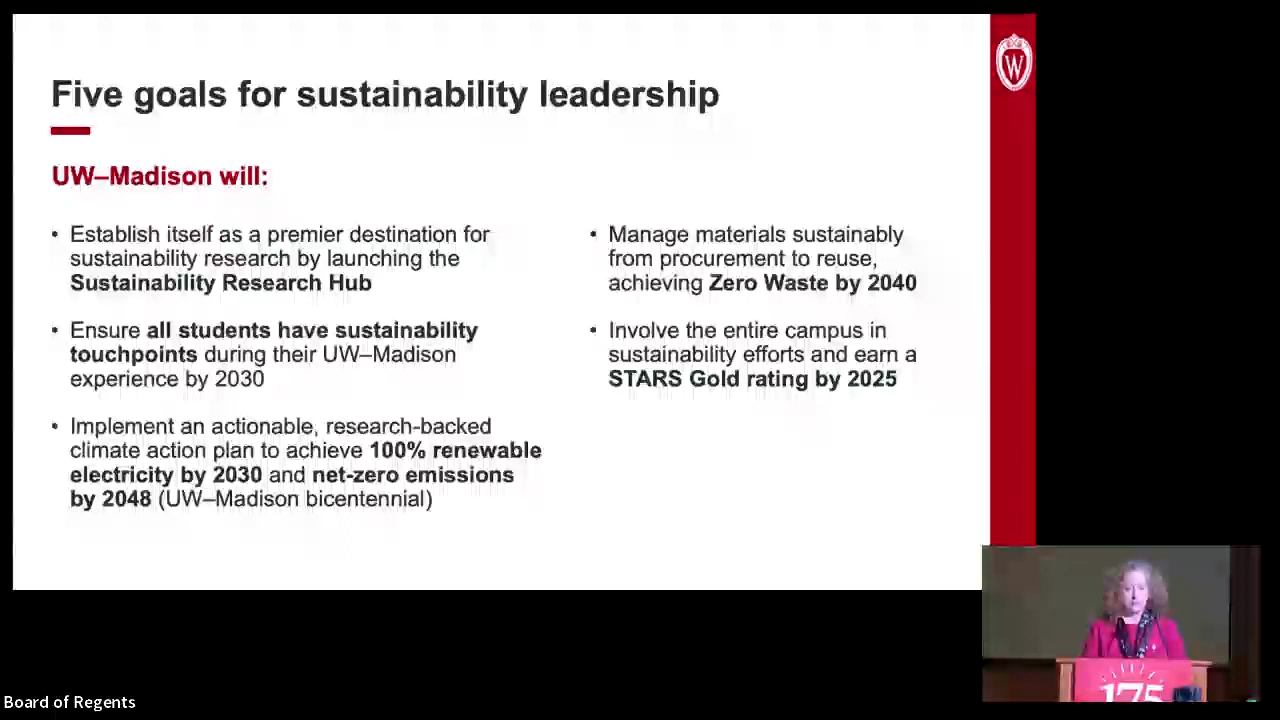 Five goals for sustainability leadership
UW–Madison will:
• Establish itself as a premier destination for
sustainability research by launching the
Sustainability Research Hub
• Ensure all students have sustainability
touchpoints during their UW–Madison
experience by 2030
• Implement an actionable, research-backed
climate action plan to achieve 100% renewable
electricity by 2030 and net-zero emissions
by 2048 (UW–Madison bicentennial)
• Manage materials sustainably
from procurement to reuse,
achieving Zero Waste by 2040
• Involve the entire campus in
sustainability efforts and earn a
STARS Gold rating by 2025
W
175
Board of Regents